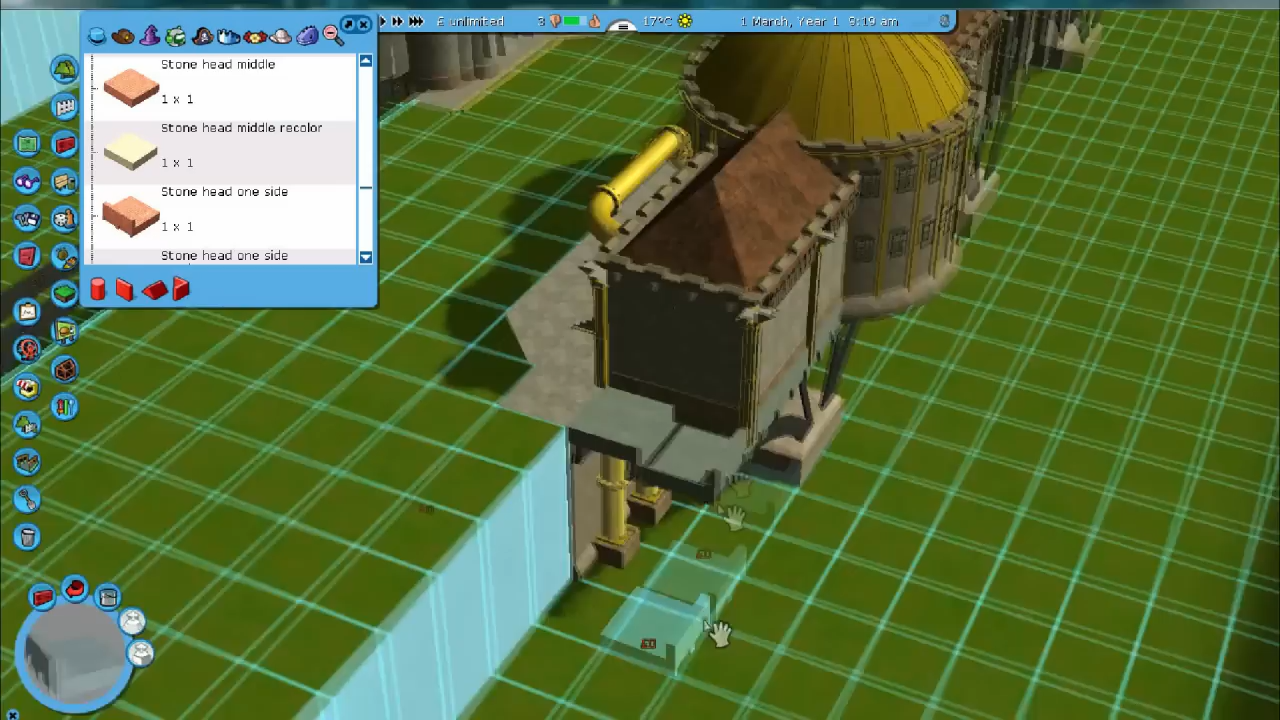 £ unlimited 3 17°C 1 March, Year 1 9:19 am
Stone head middle
1 x 1
Stone head middle recolor
1 x 1
Stone head one side
1 x 1
Stone head one side